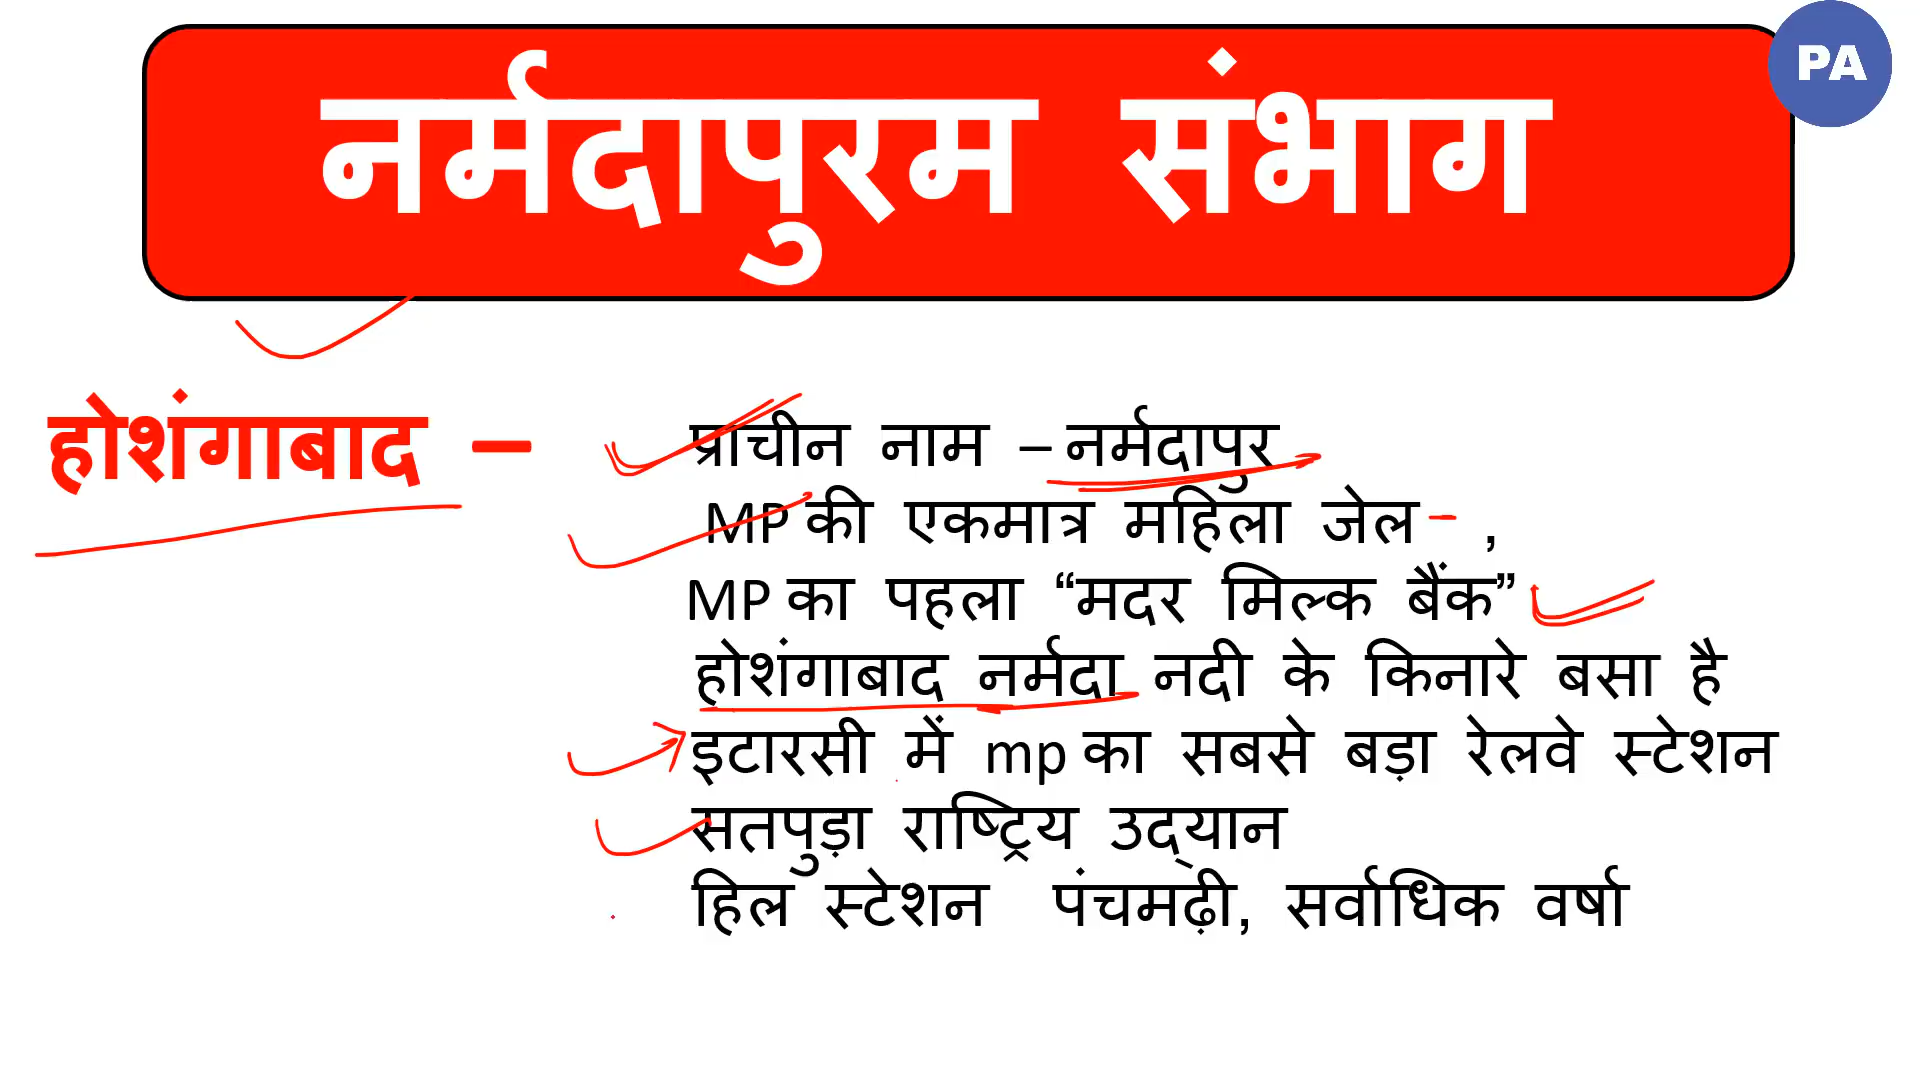 PA
नर्मदापुरम संभाग
होशंगाबाद –
प्राचीन नाम – नर्मदापुर
MP की एकमात्र महिला जेल ,
MP का पहला “मदर मिल्क बैंक”
होशंगाबाद नर्मदा नदी के किनारे बसा है
इटारसी में mp का सबसे बड़ा रेलवे स्टेशन
सतपुड़ा राष्ट्रिय उद्‌यान
हिल स्टेशन पंचमढ़ी, सर्वाधिक वर्षा